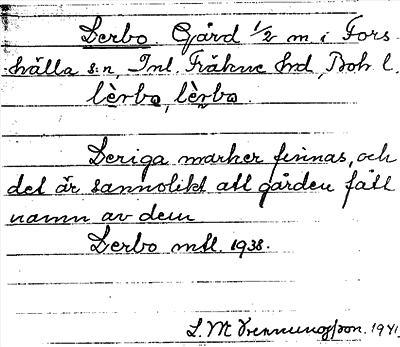 Lerbo. Gård 1/2 m. i Fors-
hälla s:n, Inl. Fräkne hd, Boh. l.
lèrbo, lèrbo.
Leriga marker finnas, och
det är sannolikt att gården fått
namn av dem
Lerbo mtl. 1938.
L. M. 1941.